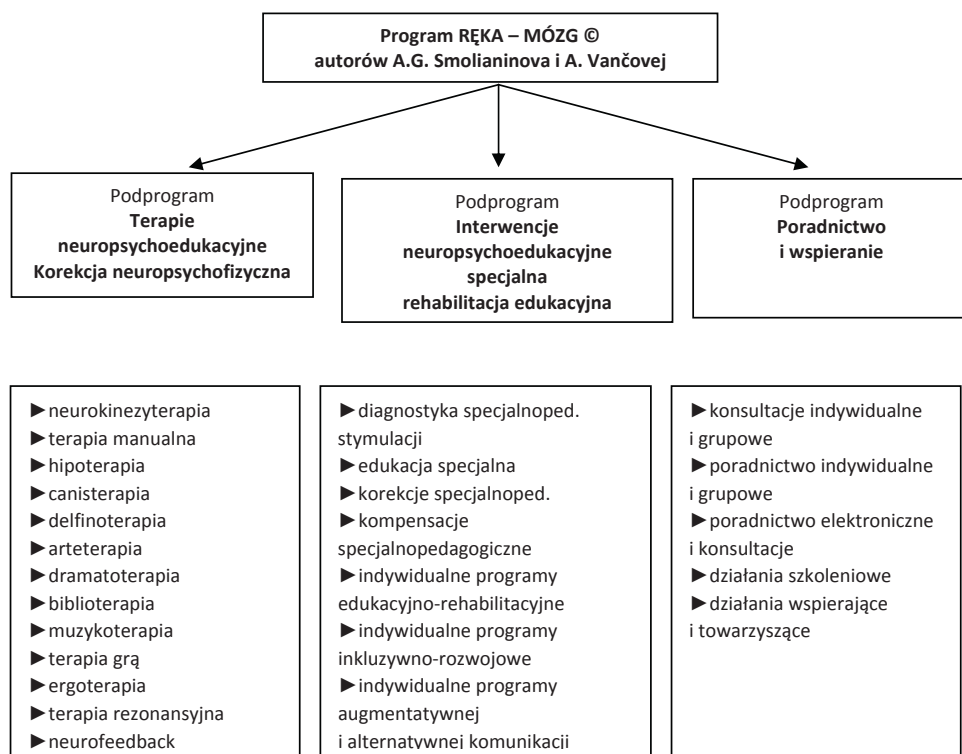 Program RĘKA – MÓZG ©
autorów A.G. Smolianinova i A. Vančovej
Podprogram
Terapie
neuropsychoedukacyjne
Korekcja neuropsychofizyczna
Podprogram
Interwencje
neuropsychoedukacyjne
specjalna
rehabilitacja edukacyjna
Podprogram
Poradnictwo
i wspieranie
►neurokinezyterapia
►terapia manualna
►hipoterapia
►canisterapia
►delfinoterapia
►arteterapia
►dramatoterapia
►biblioterapia
►muzykoterapia
►terapia grą
►ergoterapia
►terapia rezonansyjna
►neurofeedback
►diagnostyka specjalnoped.
stymulacji
►edukacja specjalna
►korekcje specjalnoped.
►kompensacje
specjalnopedagogiczne
►indywidualne programy
edukacyjno-rehabilitacyjne
►indywidualne programy
inkluzywno-rozwojowe
►indywidualne programy
augmentatywnej
i alternatywnej komunikacji
►konsultacje indywidualne
i grupowe
►poradnictwo indywidualne
i grupowe
►poradnictwo elektroniczne
i konsultacje
►działania szkoleniowe
►działania wspierające
i towarzyszące